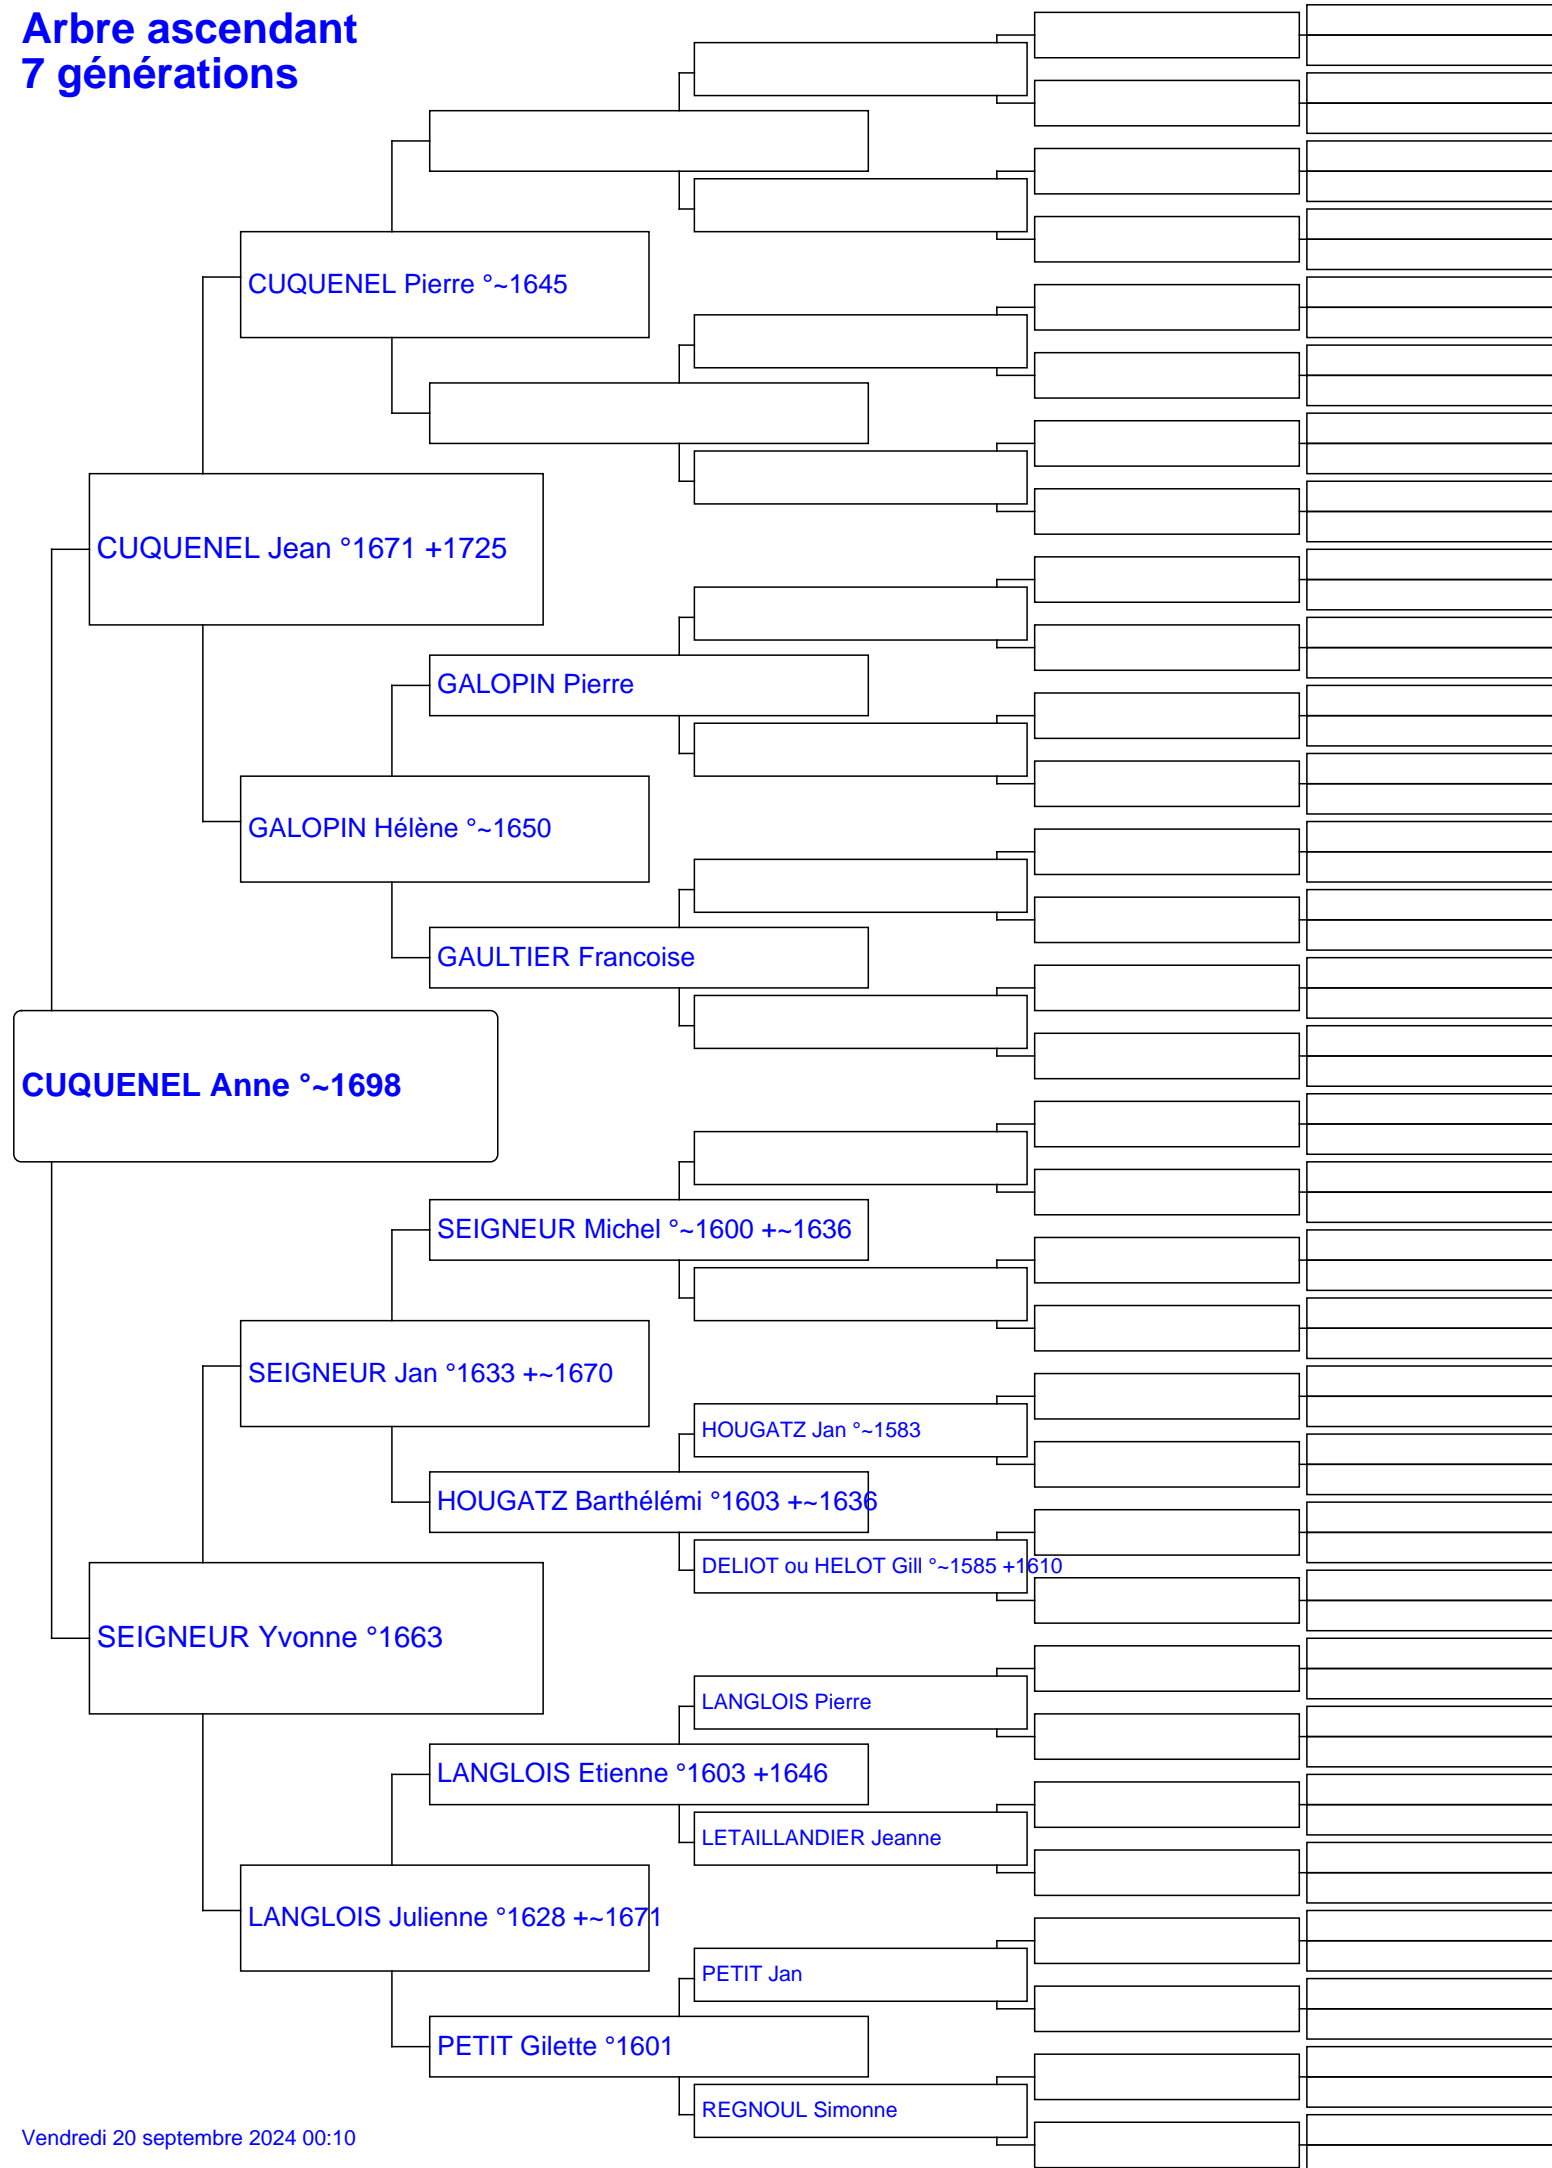 Arbre ascendant
7 générations
CUQUENEL Pierre °~1645
CUQUENEL Jean °1671 +1725
GALOPIN Pierre
GALOPIN Hélène °~1650
GAULTIER Francoise
CUQUENEL Anne °~1698
SEIGNEUR Michel °~1600 +~1636
SEIGNEUR Jan °1633 +~1670
HOUGATZ Jan °~1583
HOUGATZ Barthélémi °1603 +~1636
DELIOT ou HELOT Gill °~1585 +1610
SEIGNEUR Yvonne °1663
LANGLOIS Pierre
LANGLOIS Etienne °1603 +1646
LETAILLANDIER Jeanne
LANGLOIS Julienne °1628 +~1671
PETIT Jan
PETIT Gilette °1601
REGNOUL Simonne
Vendredi 20 septembre 2024 00:10